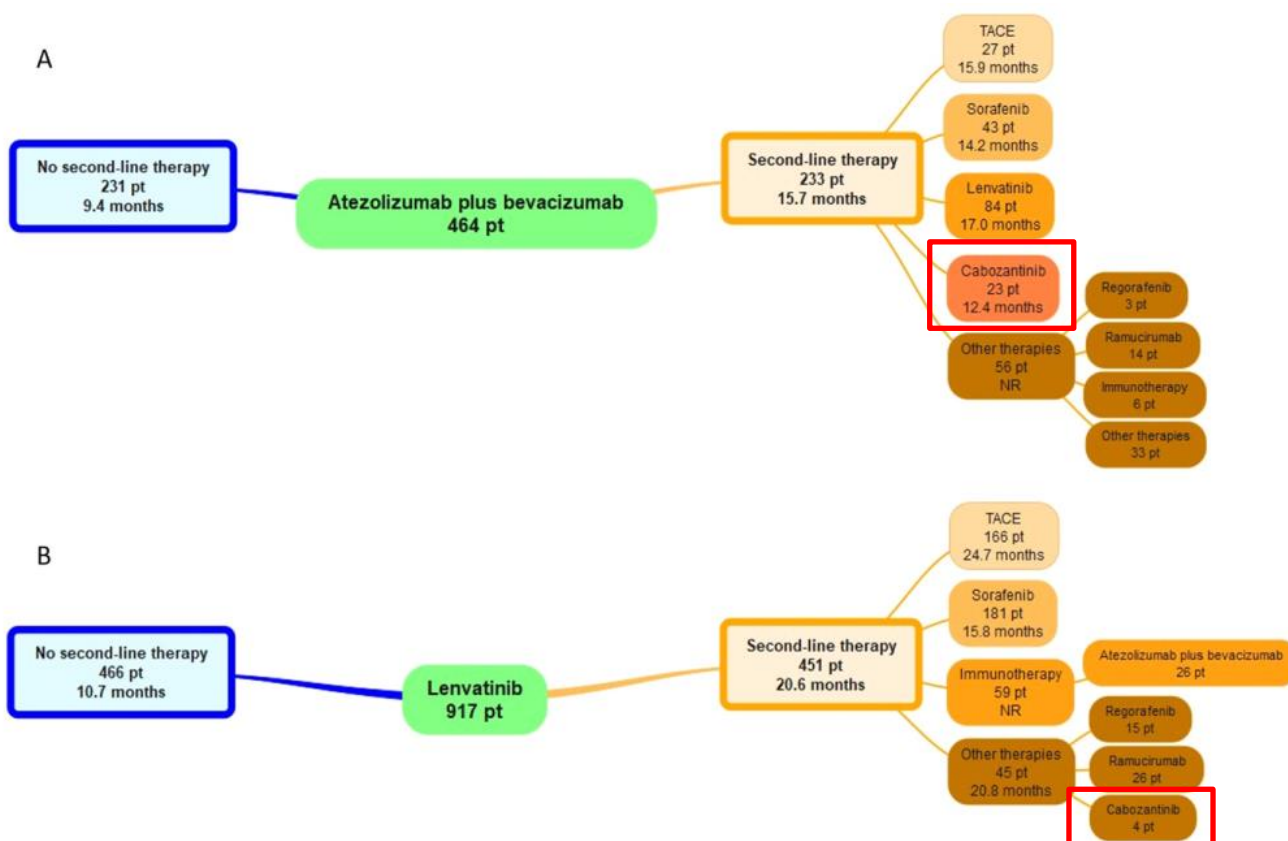 A
TACE
27 pt
15.9 months
Sorafenib
43 pt
14.2 months
No second-line therapy
231 pt
9.4 months
Atezolizumab plus bevacizumab
464 pt
Second-line therapy
233 pt
15.7 months
Lenvatinib
84 pt
17.0 months
Cabozantinib
23 pt
12.4 months
Other therapies
56 pt
NR
Regorafenib
3 pt
Ramucirumab
14 pt
Immunotherapy
6 pt
Other therapies
33 pt
B
TACE
166 pt
24.7 months
Sorafenib
181 pt
15.8 months
No second-line therapy
466 pt
10.7 months
Lenvatinib
917 pt
Second-line therapy
451 pt
20.6 months
Immunotherapy
59 pt
NR
Atezolizumab plus bevacizumab
26 pt
Other therapies
45 pt
20.8 months
Regorafenib
15 pt
Ramucirumab
26 pt
Cabozantinib
4 pt